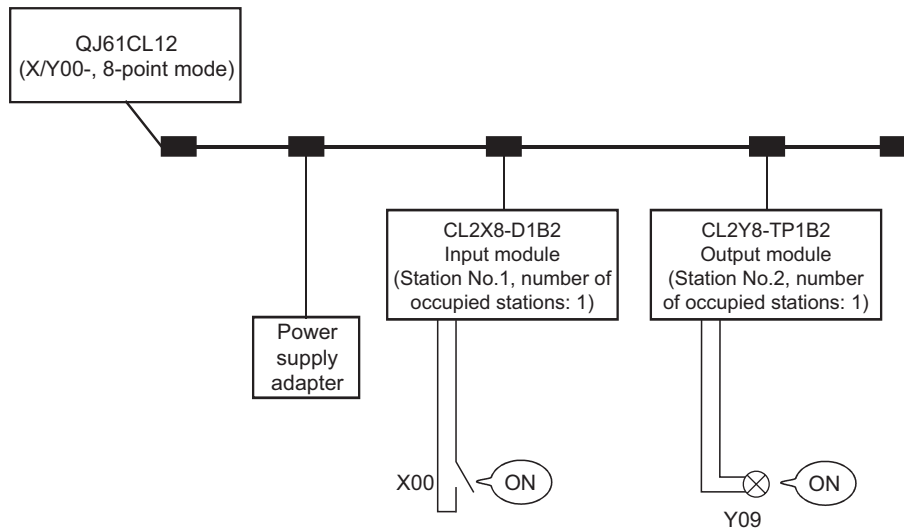 QJ61CL12
(X/Y00-, 8-point mode)
CL2X8-D1B2
Input module
(Station No.1, number of
occupied stations: 1)
CL2Y8-TP1B2
Output module
(Station No.2, number
of occupied stations: 1)
Power
supply
adapter
X00
ON
ON
Y09